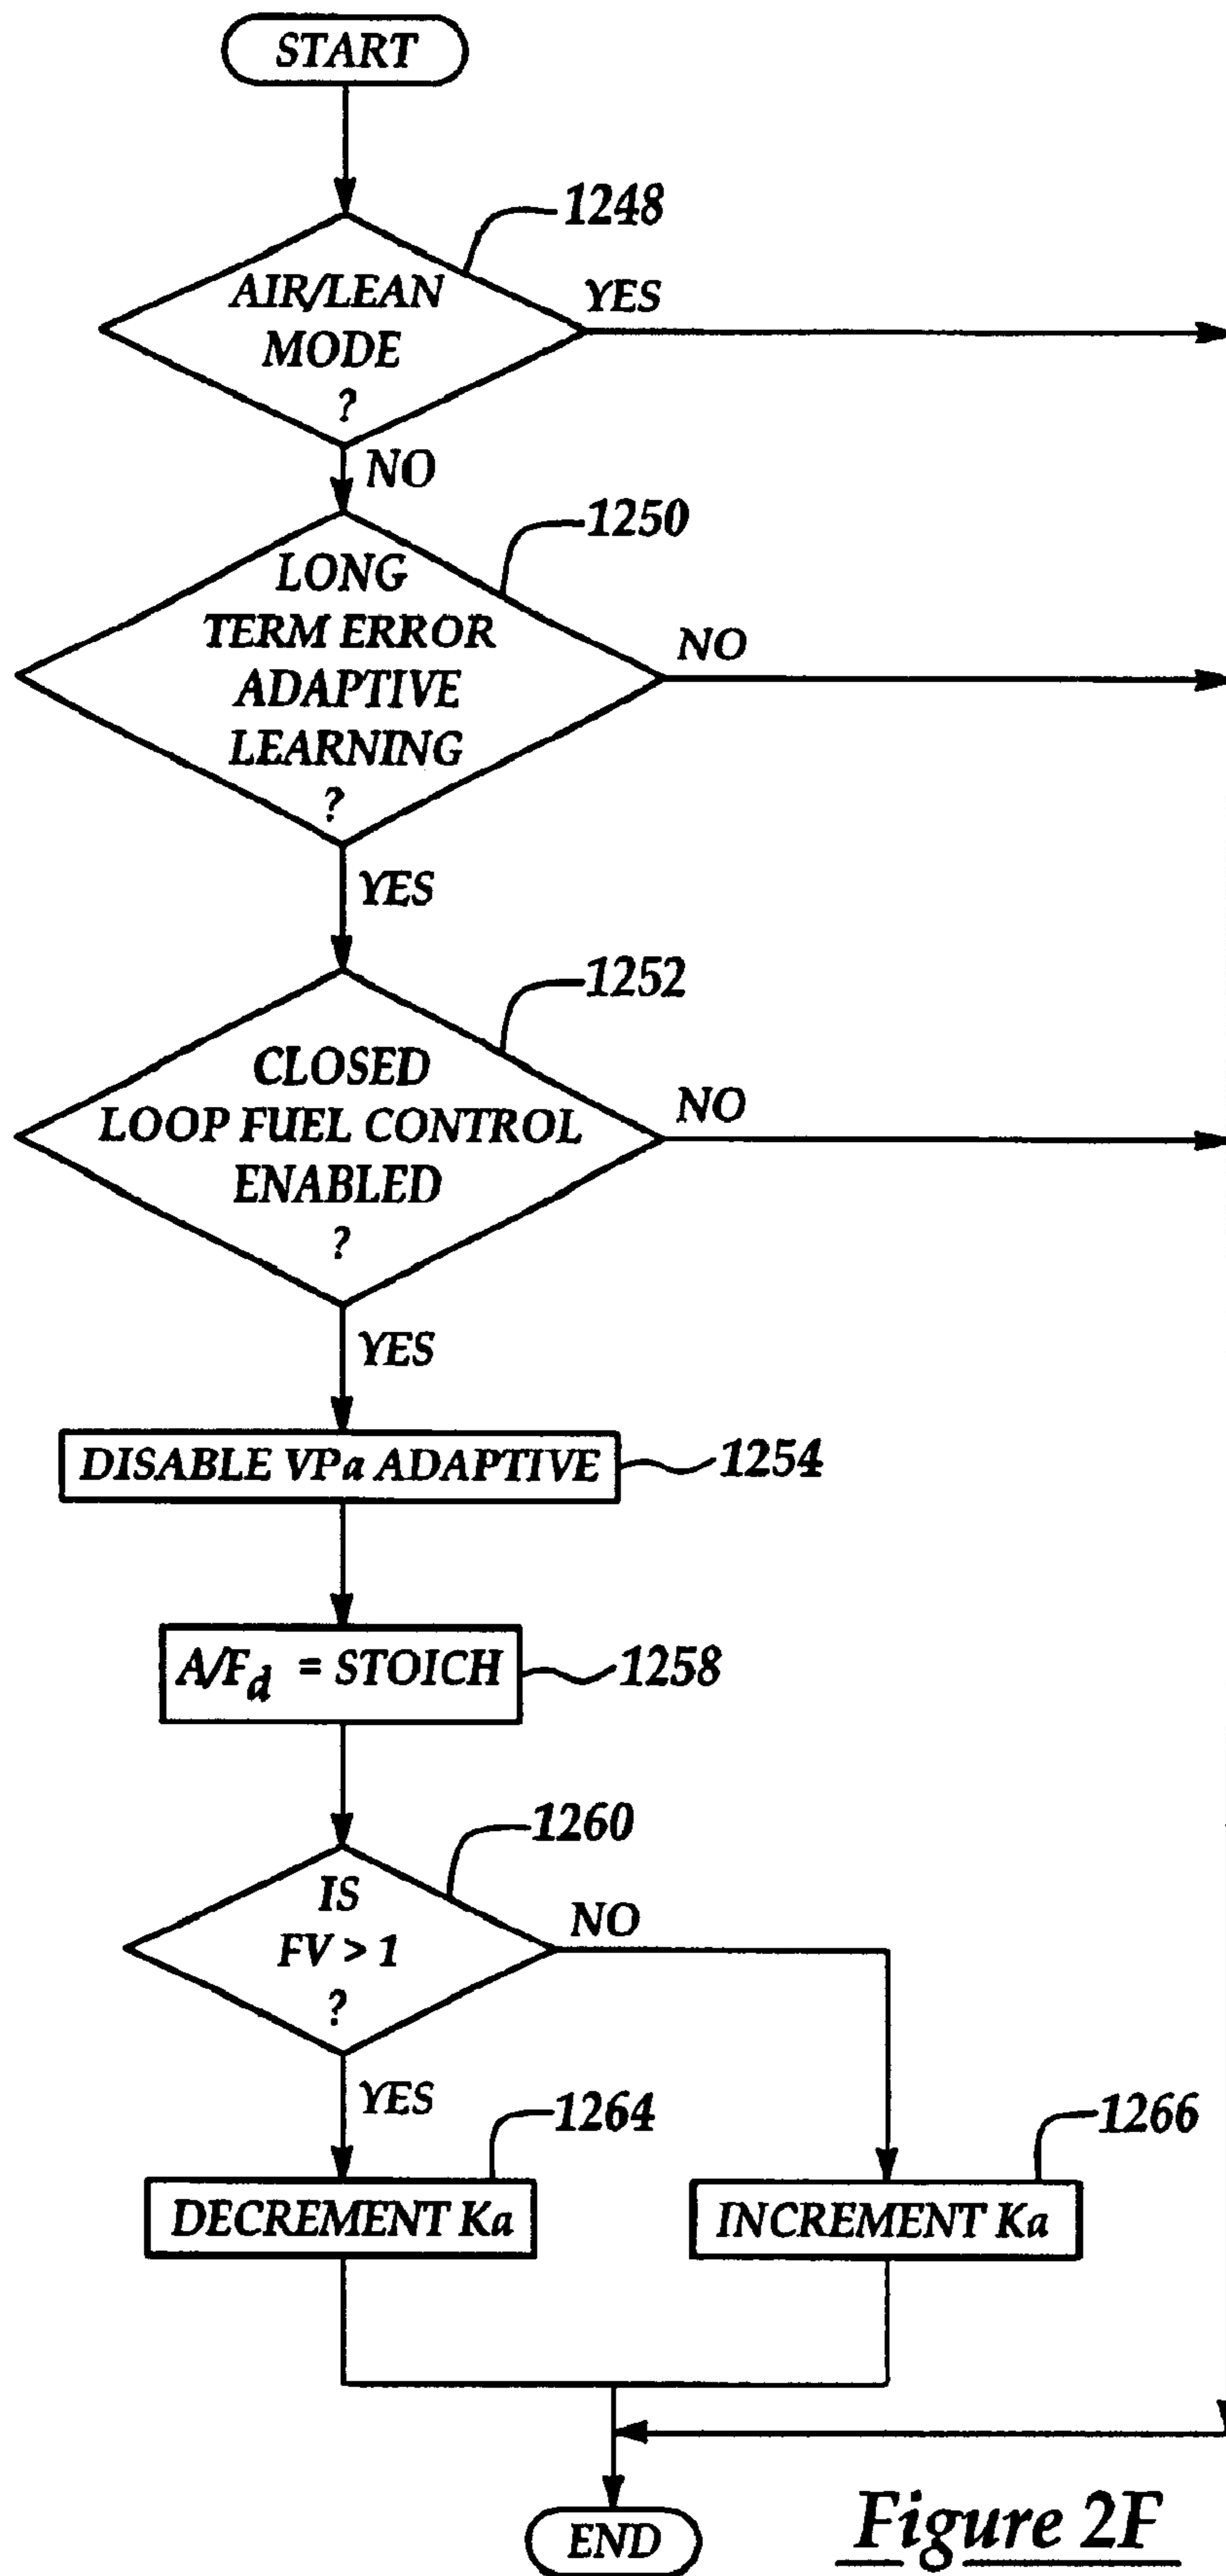 START
1248
AIR/LEAN
MODE
?
YES
NO
1250
LONG
TERM ERROR
ADAPTIVE
LEARNING
?
NO
YES
1252
CLOSED
LOOP FUEL CONTROL
ENABLED
?
NO
YES
DISABLE VPa ADAPTIVE
1254
A/Fd = STOICH
1258
1260
IS
FV > 1
?
NO
YES
1264
1266
DECREMENT Ka
INCREMENT Ka
END
Figure 2F